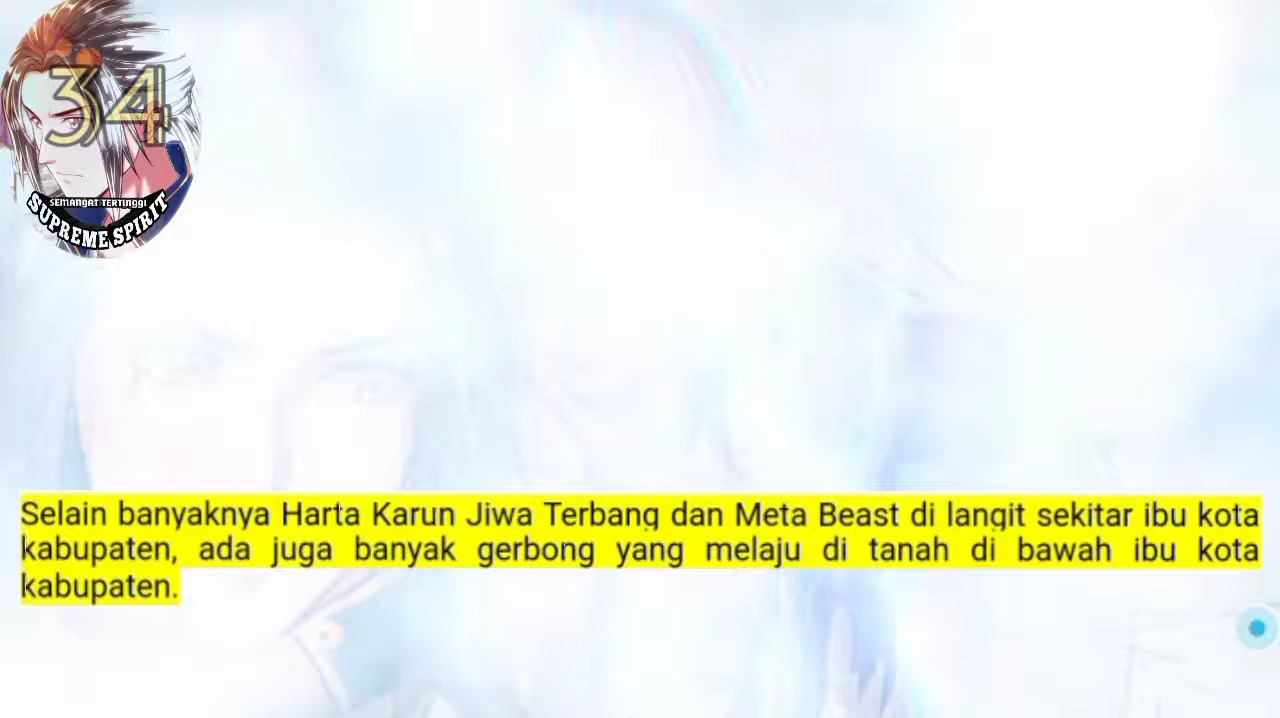 34
SEMANGAT TERTINGGI
SUPREME SPIRIT
Selain banyaknya Harta Karun Jiwa Terbang dan Meta Beast di langit sekitar ibu kota
kabupaten, ada juga banyak gerbong yang melaju di tanah di bawah ibu kota
kabupaten.